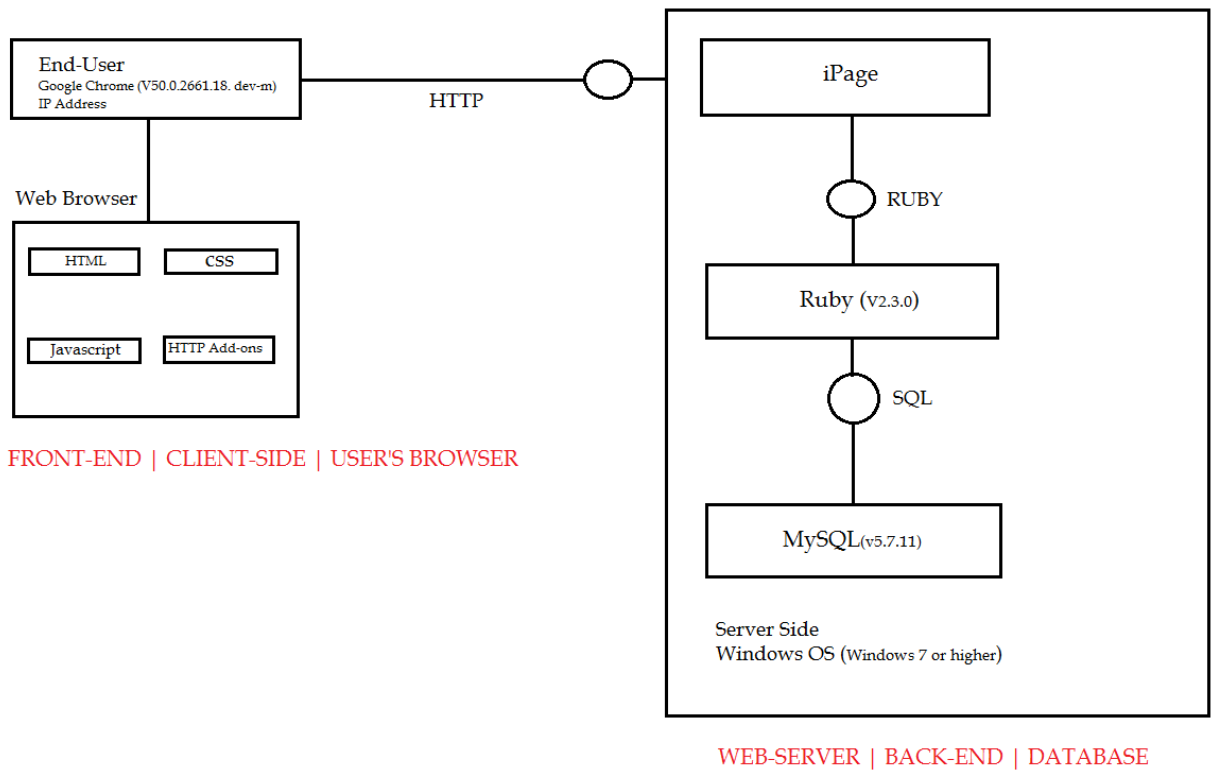 End-User
Google Chrome (V50.0.2661.18. dev-m)
IP Address
HTTP
Web Browser
HTML
CSS
Javascript
HTTP Add-ons
FRONT-END | CLIENT-SIDE | USER'S BROWSER
iPage
RUBY
Ruby (v2.3.0)
SQL
MySQL(v5.7.11)
Server Side
Windows OS (Windows 7 or higher)
WEB-SERVER | BACK-END | DATABASE